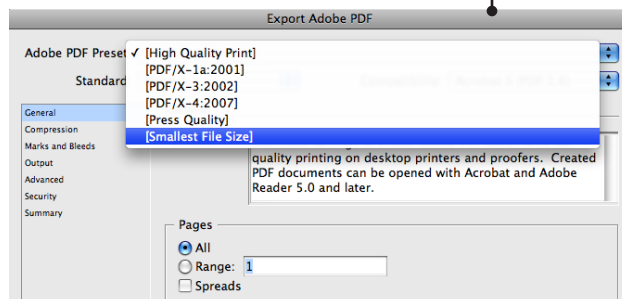 Export Adobe PDF
Adobe PDF Preset ✓ [High Quality Print]
[PDF/X-1a:2001]
Standard
[PDF/X-3:2002]
[PDF/X-4:2007]
[Press Quality]
[Smallest File Size]
General
Compression
Marks and Bleeds
Output
Advanced
Security
Summary
quality printing on desktop printers and proofers. Created
PDF documents can be opened with Acrobat and Adobe
Reader 5.0 and later.
Pages
All
Range: 1
Spreads